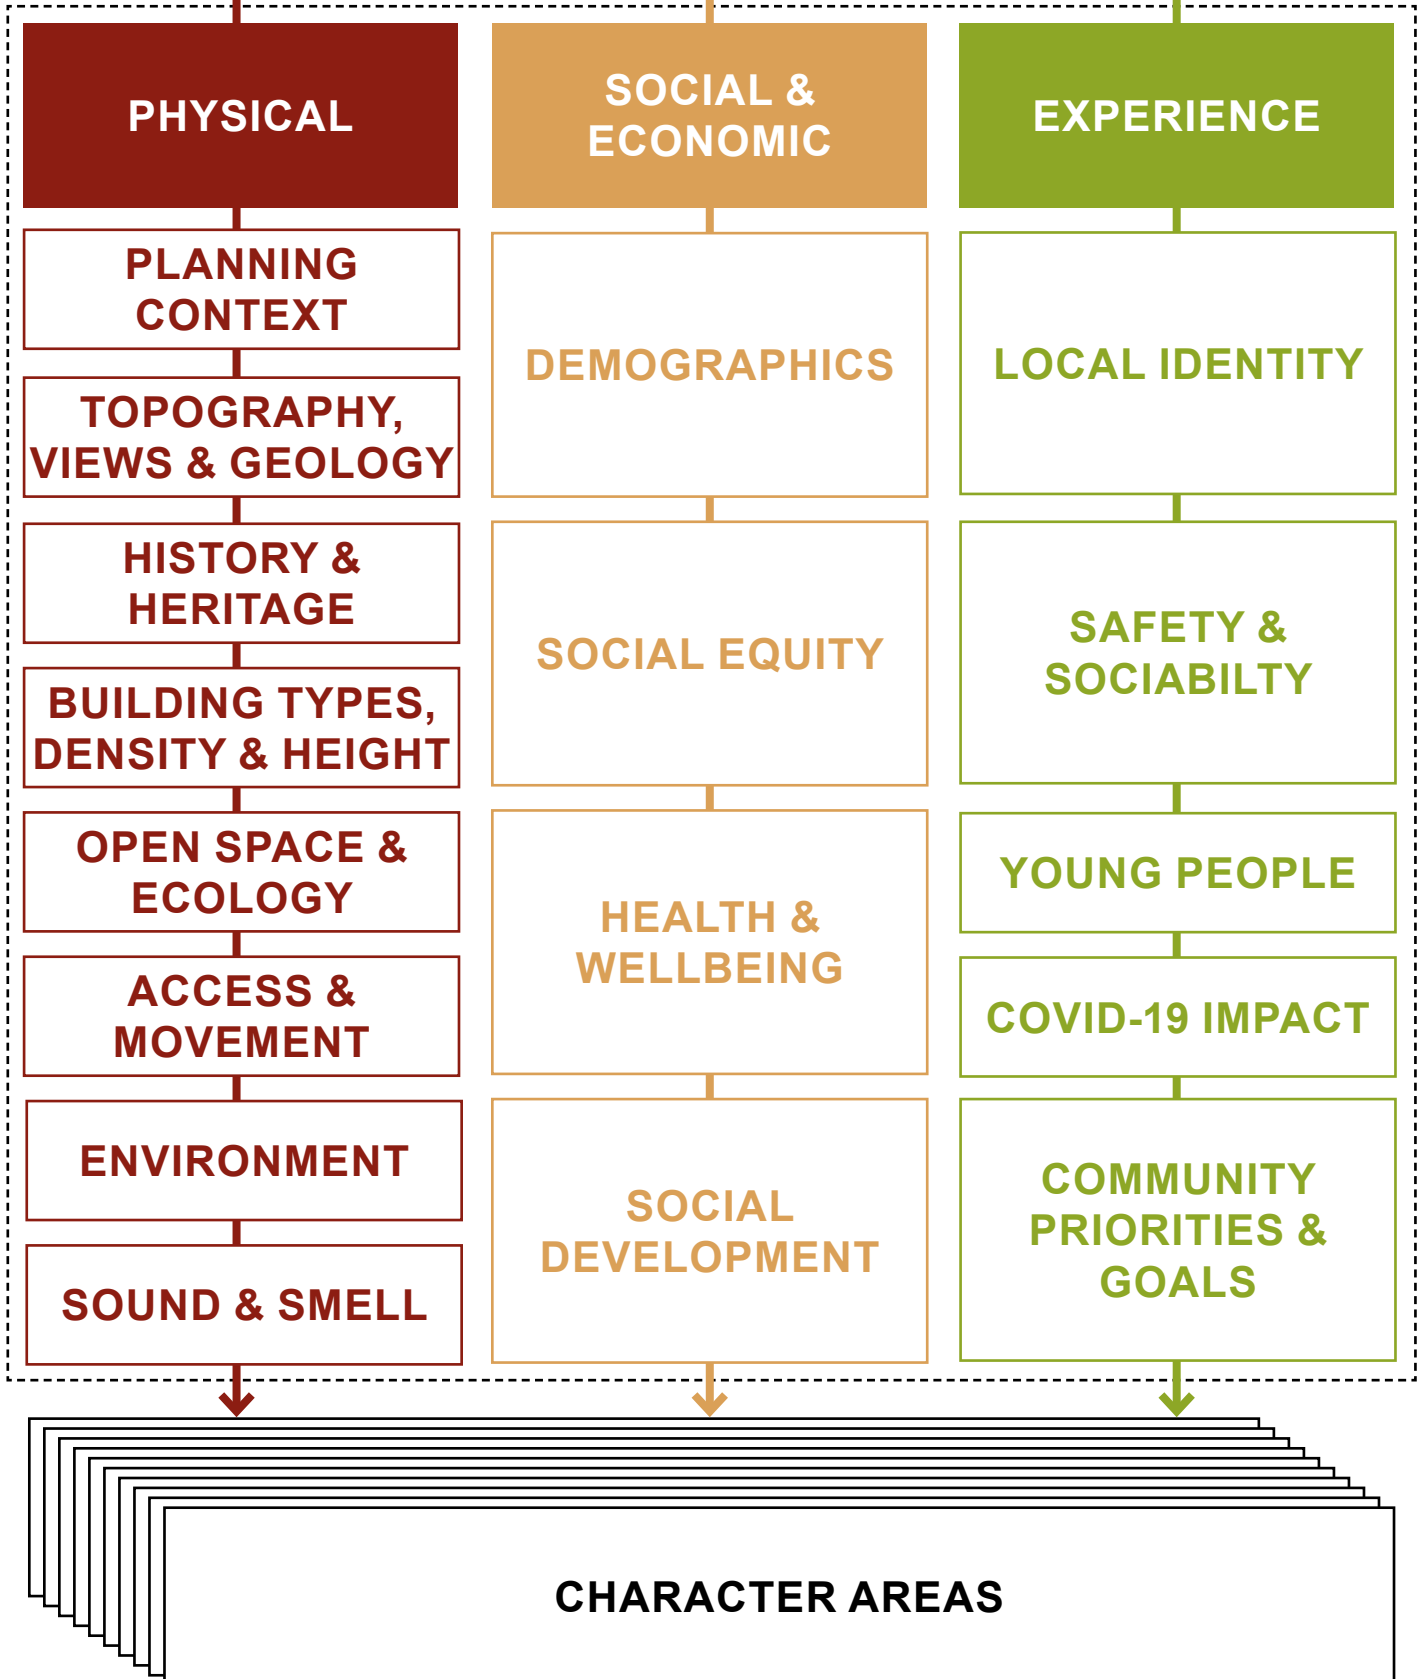 PHYSICAL
PLANNING
CONTEXT
TOPOGRAPHY,
VIEWS & GEOLOGY
HISTORY &
HERITAGE
BUILDING TYPES,
DENSITY & HEIGHT
OPEN SPACE &
ECOLOGY
ACCESS &
MOVEMENT
ENVIRONMENT
SOUND & SMELL
SOCIAL &
ECONOMIC
DEMOGRAPHICS
SOCIAL EQUITY
HEALTH &
WELLBEING
SOCIAL
DEVELOPMENT
EXPERIENCE
LOCAL IDENTITY
SAFETY &
SOCIABILTY
YOUNG PEOPLE
COVID-19 IMPACT
COMMUNITY
PRIORITIES &
GOALS
CHARACTER AREAS